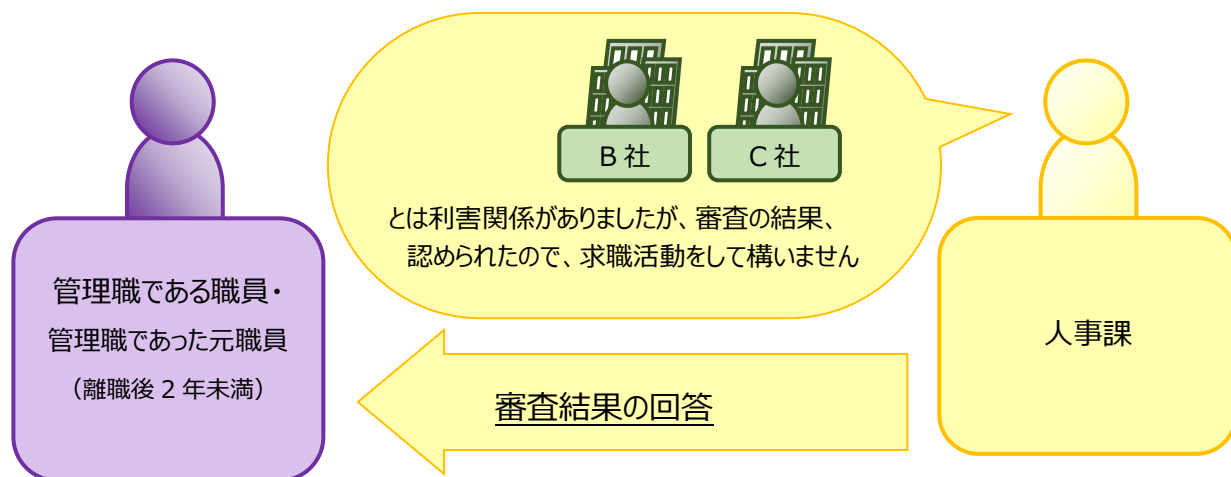 B社
C社
とは利害関係がありましたが、審査の結果、
認められたので、求職活動をして構いません
管理職である職員・
管理職であった元職員
（離職後２年未満）
人事課
審査結果の回答